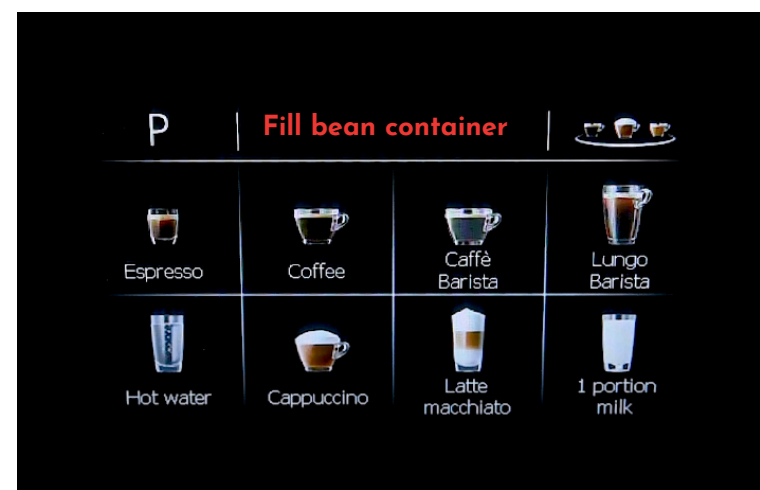 P
Fill bean container
Espresso
Coffee
Caffè
Barista
Lungo
Barista
Hot water
Cappuccino
Latte
macchiato
1 portion
milk